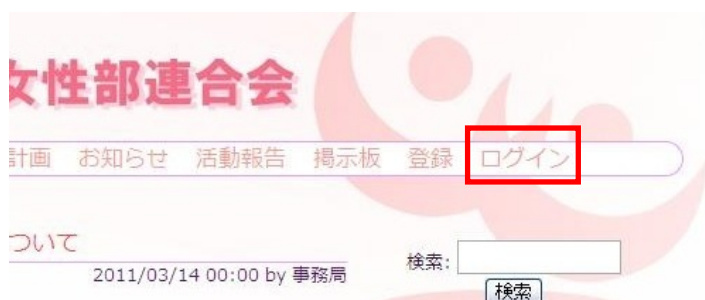 女性部連合会
計画 お知らせ 活動報告 掲示板 登録 ログイン
ついて
2011/03/14 00:00 by 事務局
検索:
検索